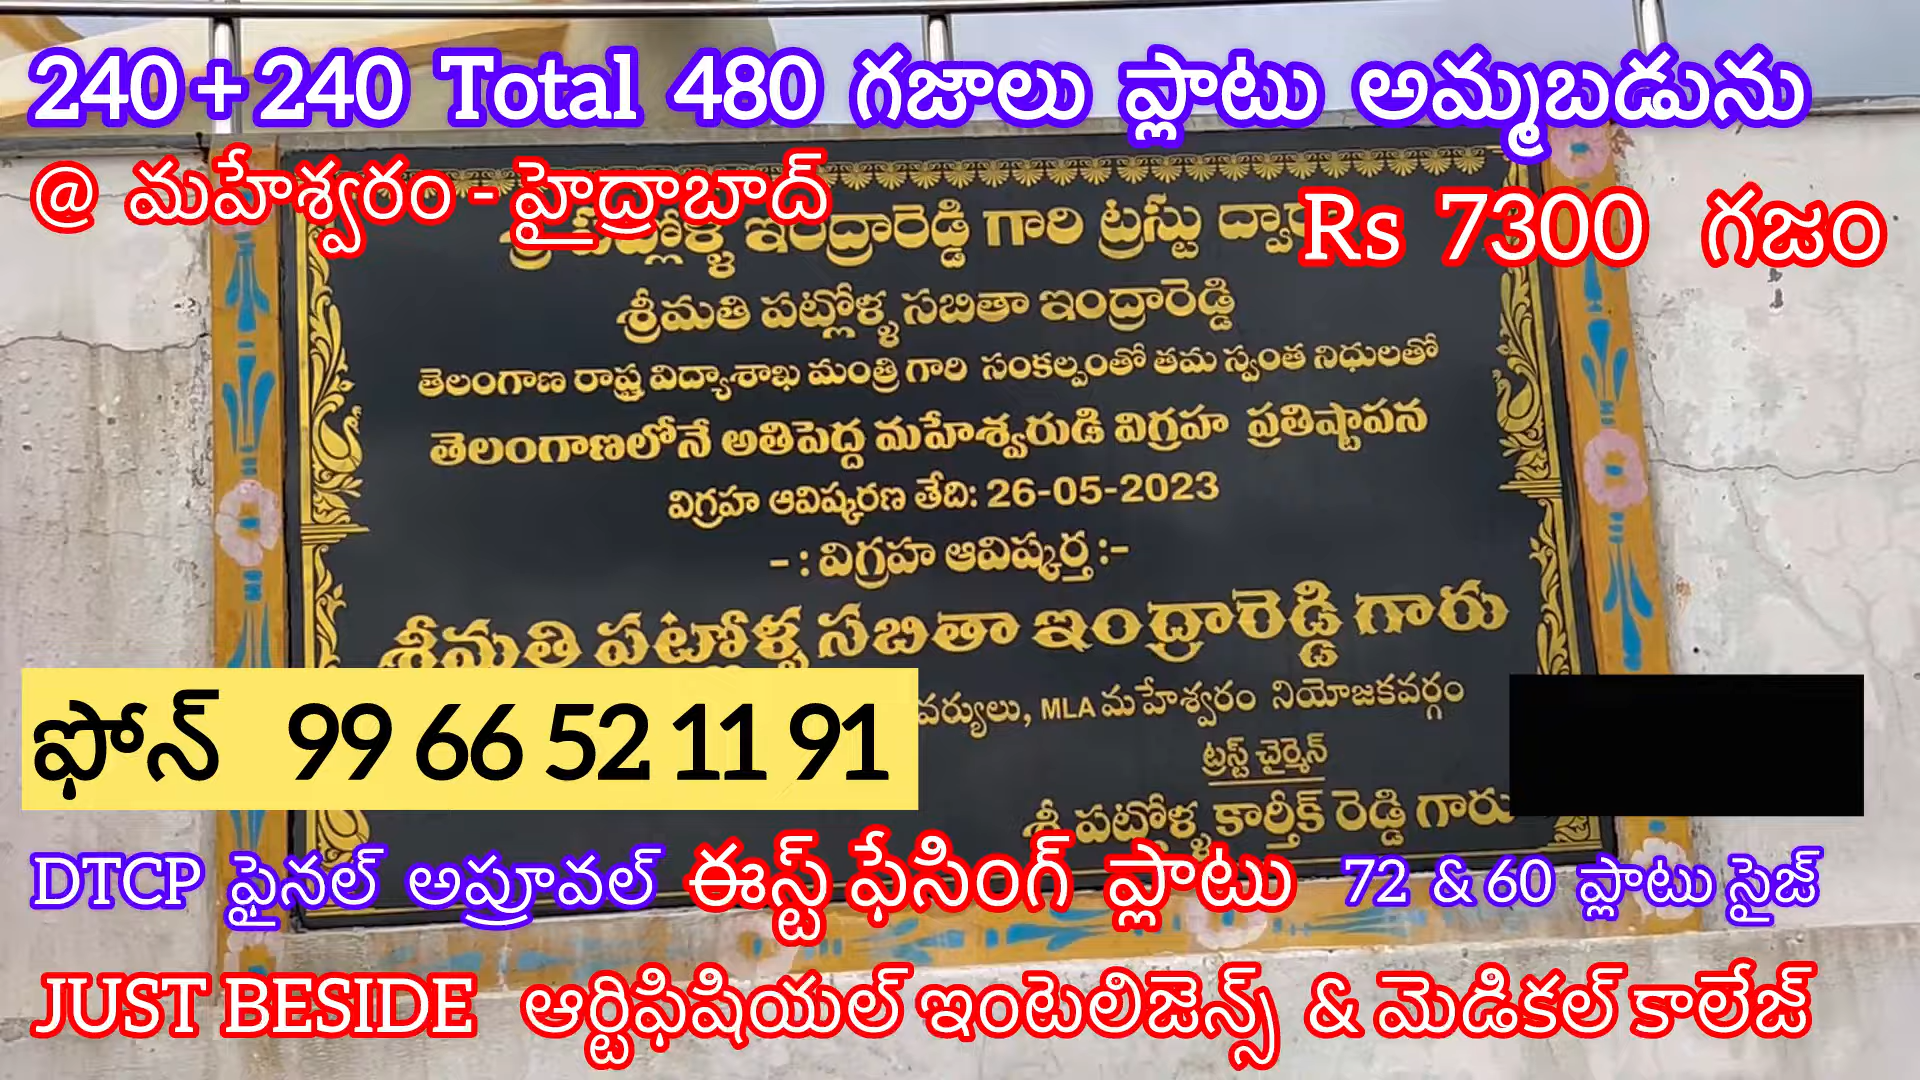 240 + 240 Total 480 గజాలు ప్లాటు అమ్మబడును
@ మహేశ్వరం - హైద్రాబాద్
Rs 7300 గజం
ఇంద్రారెడ్డి గారి ట్రస్టు
శ్రీమతి పట్లోళ్ళ సబితా ఇంద్రారెడ్డి
తెలంగాణ రాష్ట్ర విద్యాశాఖ మంత్రి గారి సంకల్పంతో తమ స్వంత నిధులతో
తెలంగాణలోనే అతిపెద్ద మహేశ్వరుడి విగ్రహ ప్రతిష్టాపన
విగ్రహ ఆవిష్కరణ తేది: 26-05-2023
- : విగ్రహ ఆవిష్కర్త :-
శ్రీమతి పట్లోళ్ళ సబితా ఇంద్రారెడ్డి గారు
MLA మహేశ్వరం నియోజకవర్గం
ఫోన్ 99 66 52 11 91
ట్రస్ట్ చైర్మెన్
శ్రీ పట్లోళ్ళ కార్తీక్ రెడ్డి గారు
DTCP ఫైనల్ అప్రూవల్ ఈస్ట్ ఫేసింగ్ ప్లాటు 72 & 60 ప్లాటు సైజ్
JUST BESIDE ఆర్టిఫిషియల్ ఇంటెలిజెన్స్ & మెడికల్ కాలేజ్